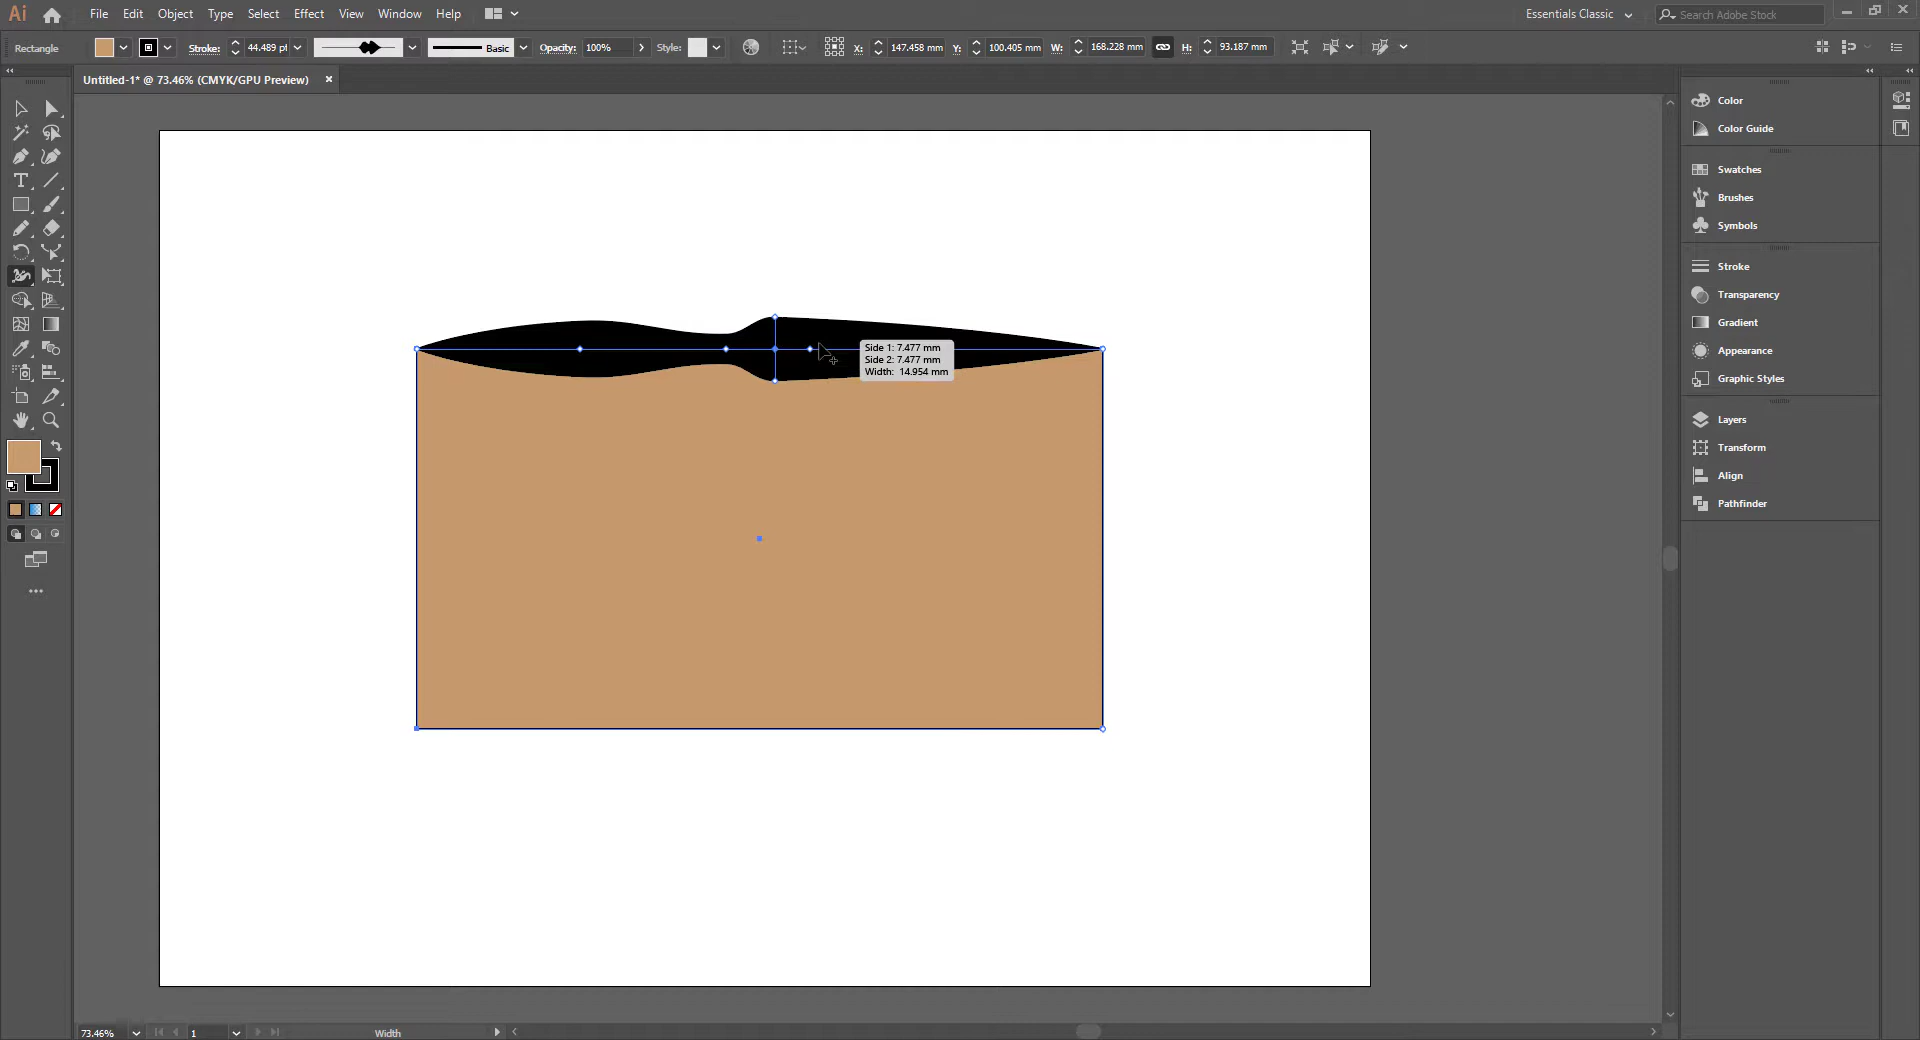 Ai File Edit Object Type Select Effect View Window Help Essentials Classic Search Adobe Stock
Rectangle Stroke: 44.489 pt Basic Opacity: 100% Style: X: 147.458 mm Y: 100.405 mm W: 168.228 mm H: 93.187 mm
Untitled-1* @ 73.46% (CMYK/GPU Preview)
Color
Color Guide
Swatches
Brushes
Symbols
Stroke
Transparency
Gradient
Appearance
Graphic Styles
Layers
Transform
Align
Pathfinder
Side 1: 7.477 mm
Side 2: 7.477 mm
Width: 14.954 mm
73.46% 1 Width